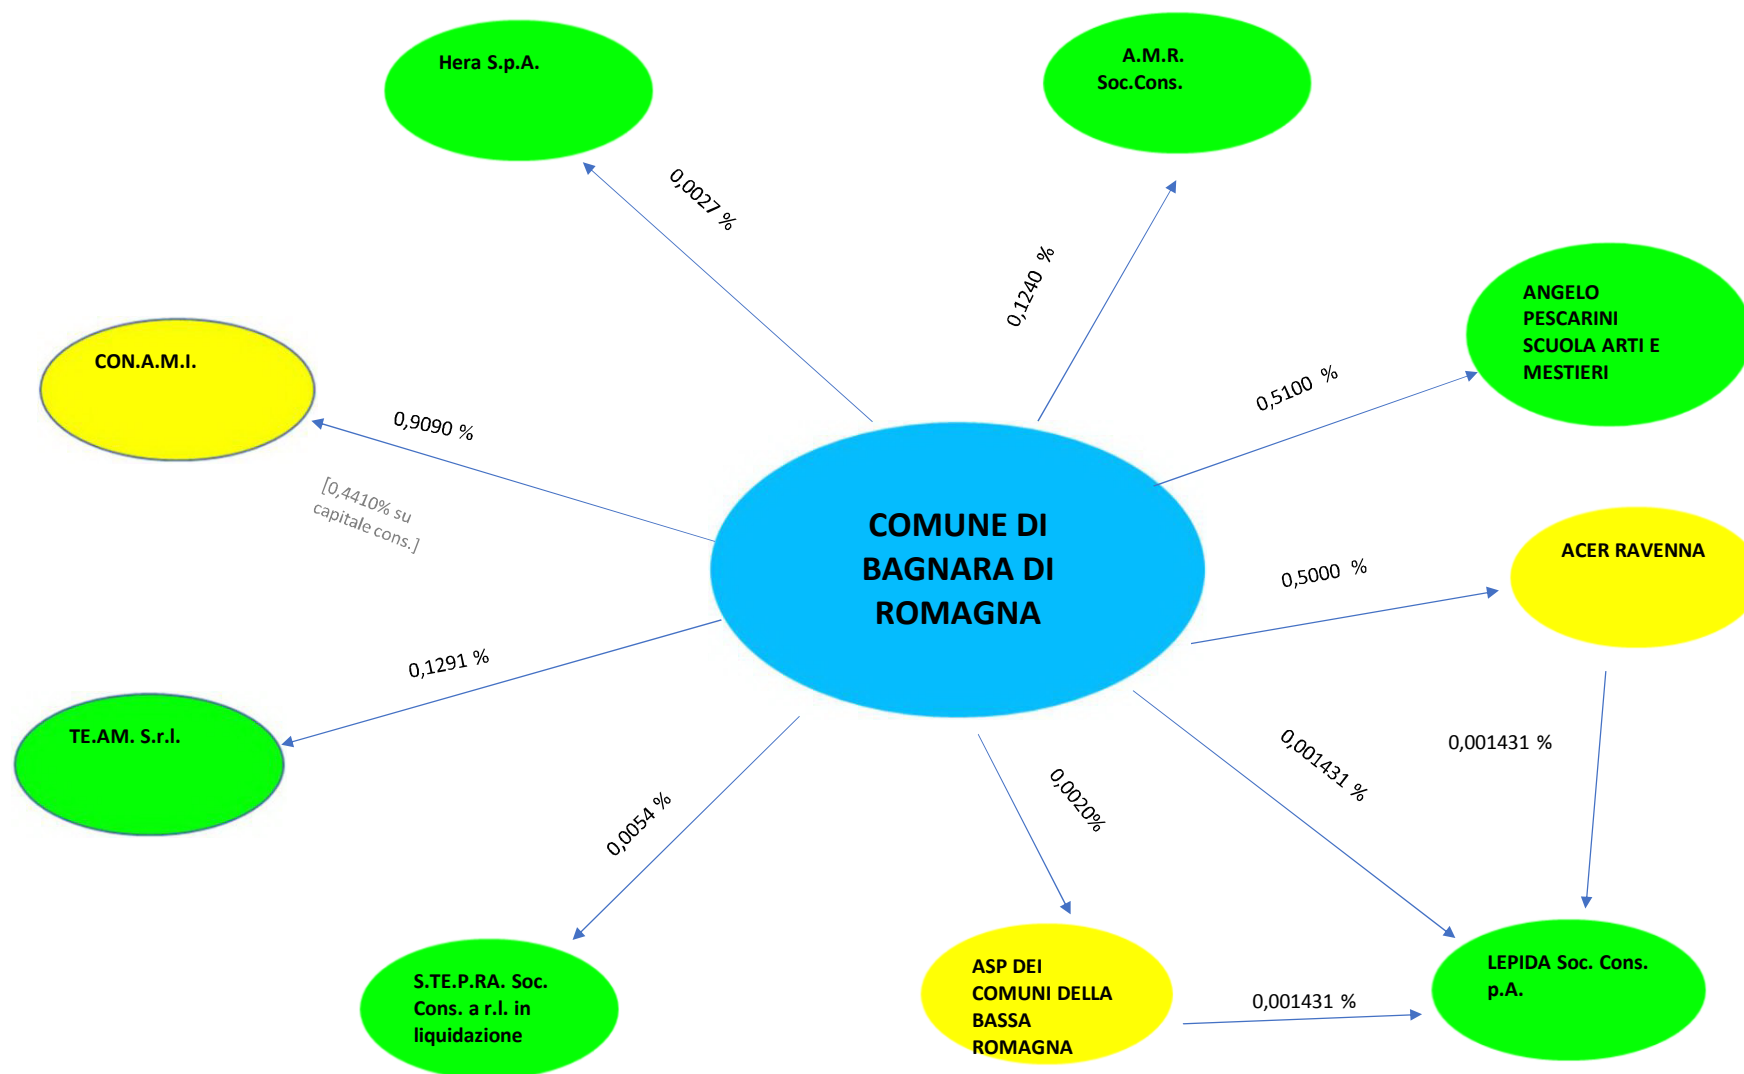 Hera S.p.A.
A.M.R.
Soc.Cons.
0,0027 %
0,1240 %
ANGELO
PESCARINI
SCUOLA ARTI E
MESTIERI
CON.A.M.I.
0,9090 %
0,5100 %
[0,4410% su
capitale cons.]
COMUNE DI
BAGNARA DI
ROMAGNA
ACER RAVENNA
0,5000 %
0,1291 %
TE.AM. S.r.l.
0,001431 %
0,001431 %
0,0054 %
0,0020%
S.TE.P.RA. Soc.
Cons. a r.l. in
liquidazione
ASP DEI
COMUNI DELLA
BASSA
ROMAGNA
0,001431 %
LEPIDA Soc. Cons.
p.A.